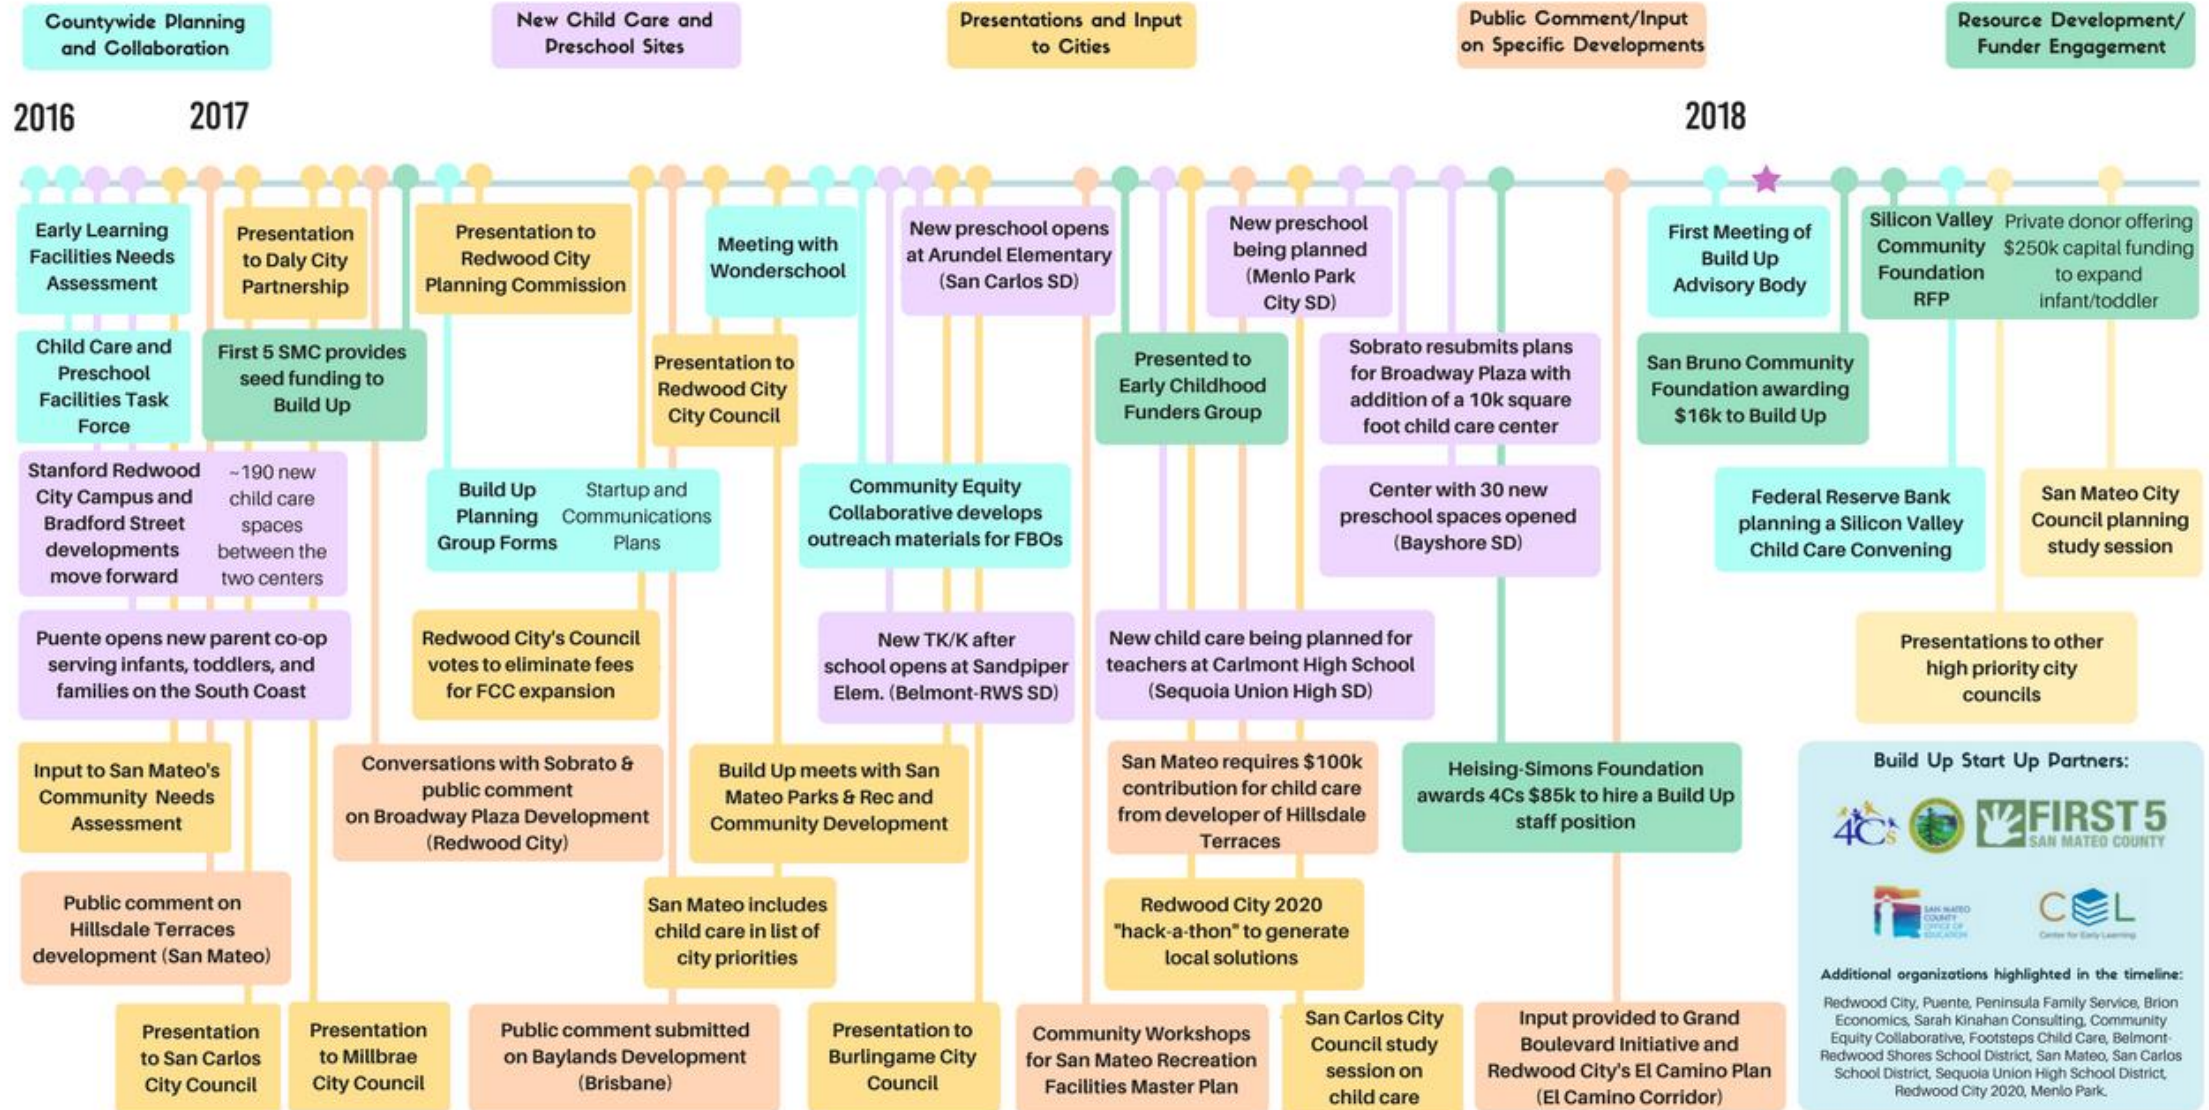 Countywide Planning
and Collaboration
New Child Care and
Preschool Sites
Presentations and Input
to Cities
Public Comment/Input
on Specific Developments
Resource Development/
Funder Engagement
2016
2017
2018
Early Learning
Facilities Needs
Assessment
Presentation
to Daly City
Partnership
Presentation to
Redwood City
Planning Commission
Meeting with
Wonderschool
New preschool opens
at Arundel Elementary
(San Carlos SD)
New preschool
being planned
(Menlo Park
City SD)
First Meeting of
Build Up
Advisory Body
Silicon Valley
Community
Foundation
RFP
Private donor offering
$250k capital funding
to expand
infant/toddler
Child Care and
Preschool
Facilities Task
Force
First 5 SMC provides
seed funding to
Build Up
Presentation to
Redwood City
City Council
Presented to
Early Childhood
Funders Group
Sobrato resubmits plans
for Broadway Plaza with
addition of a 10k square
foot child care center
San Bruno Community
Foundation awarding
$16k to Build Up
Stanford Redwood
City Campus and
Bradford Street
developments
move forward
~190 new
child care
spaces
between the
two centers
Build Up
Planning
Group Forms
Startup and
Communications
Plans
Community Equity
Collaborative develops
outreach materials for FBOs
Center with 30 new
preschool spaces opened
(Bayshore SD)
Federal Reserve Bank
planning a Silicon Valley
Child Care Convening
San Mateo City
Council planning
study session
Puente opens new parent co-op
serving infants, toddlers, and
families on the South Coast
Redwood City's Council
votes to eliminate fees
for FCC expansion
New TK/K after
school opens at Sandpiper
Elem. (Belmont-RWS SD)
New child care being planned for
teachers at Carlmont High School
(Sequoia Union High SD)
Presentations to other
high priority city
councils
Input to San Mateo's
Community Needs
Assessment
Conversations with Sobrato &
public comment
on Broadway Plaza Development
(Redwood City)
Build Up meets with San
Mateo Parks & Rec and
Community Development
San Mateo requires $100k
contribution for child care
from developer of Hillsdale
Terraces
Heising-Simons Foundation
awards 4Cs $85k to hire a Build Up
staff position
Public comment on
Hillsdale Terraces
development (San Mateo)
San Mateo includes
child care in list of
city priorities
Redwood City 2020
"hack-a-thon" to generate
local solutions
Presentation
to San Carlos
City Council
Presentation
to Millbrae
City Council
Public comment submitted
on Baylands Development
(Brisbane)
Presentation to
Burlingame City
Council
Community Workshops
for San Mateo Recreation
Facilities Master Plan
San Carlos City
Council study
session on
child care
Input provided to Grand
Boulevard Initiative and
Redwood City's El Camino Plan
(El Camino Corridor)
Build Up Start Up Partners:
4Cs
FIRST 5
SAN MATEO COUNTY
SAN MATEO
COUNTY
OFFICE OF
EDUCATION
CEL
Center for Early Learning
Additional organizations highlighted in the timeline:
Redwood City, Puente, Peninsula Family Service, Brion
Economics, Sarah Kinahan Consulting, Community
Equity Collaborative, Footsteps Child Care, Belmont-
Redwood Shores School District, San Mateo, San Carlos
School District, Sequoia Union High School District,
Redwood City 2020, Menlo Park.